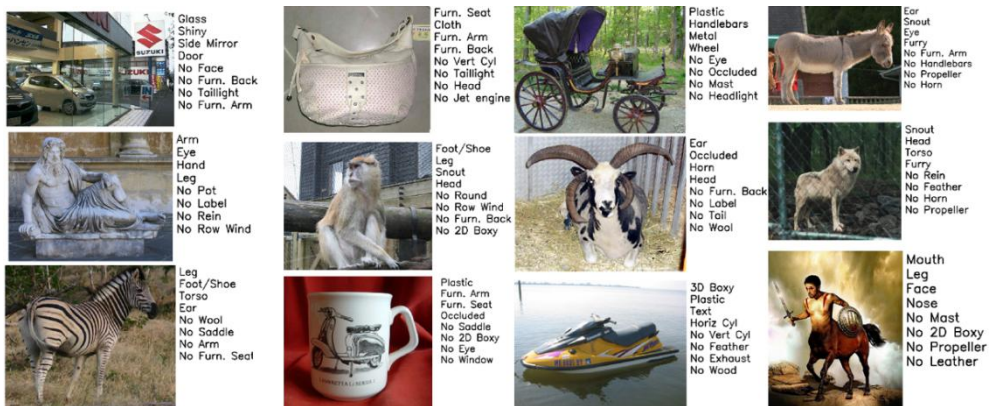 SUZUKI
ZUKI
Glass
Shiny
Side Mirror
Door
No Face
No Furn. Back
No Taillight
No Furn. Arm
Furn. Seat
Cloth
Furn. Arm
Furn. Back
No Vert Cyl
No Taillight
No Head
No Jet engine
Plastic
Handlebars
Metal
Wheel
No Eye
No Occluded
No Mast
No Headlight
Ear
Snout
Eye
Furry
No Furn. Arm
No Handlebars
No Propeller
No Horn
Arm
Eye
Hand
Leg
No Pot
No Label
No Rein
No Row Wind
Foot/Shoe
Leg
Snout
Head
No Round
No Row Wind
No Furn. Back
No 2D Boxy
Ear
Occluded
Horn
Head
No Furn. Back
No Label
No Tail
No Wool
Snout
Head
Torso
Furry
No Rein
No Feather
No Horn
No Propeller
Leg
Foot/Shoe
Torso
Ear
No Wool
No Saddle
No Arm
No Furn. Seat
Plastic
Furn. Arm
Furn. Seat
Occluded
No Saddle
No 2D Boxy
No Eye
No Window
3D Boxy
Plastic
Text
Horiz Cyl
No Vert Cyl
No Feather
No Exhaust
No Wood
Mouth
Leg
Face
Nose
No Mast
No 2D Boxy
No Propeller
No Leather